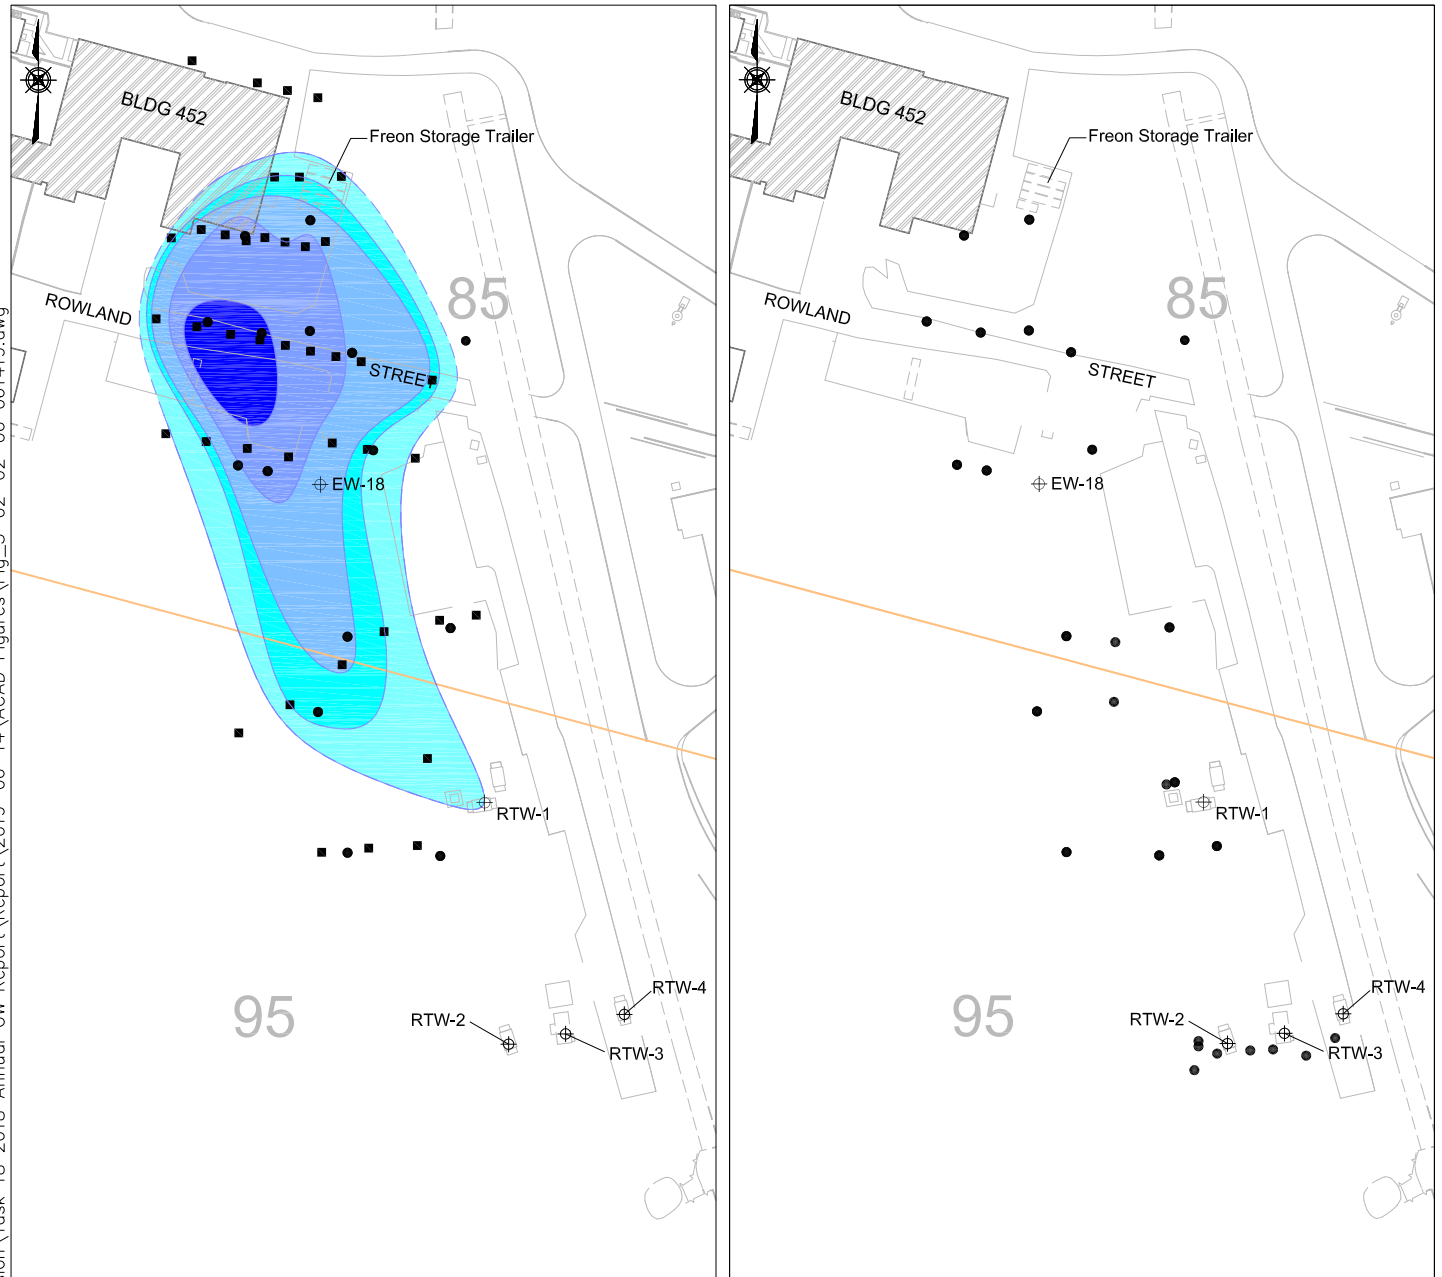 BLDG 452
Freon Storage Trailer
85
ROWLAND
STREE
EW-18
RTW-1
95
RTW-4
RTW-2
RTW-3
BLDG 452
Freon Storage Trailer
85
ROWLAND
STREET
EW-18
RTW-1
95
RTW-4
RTW-2
RTW-3